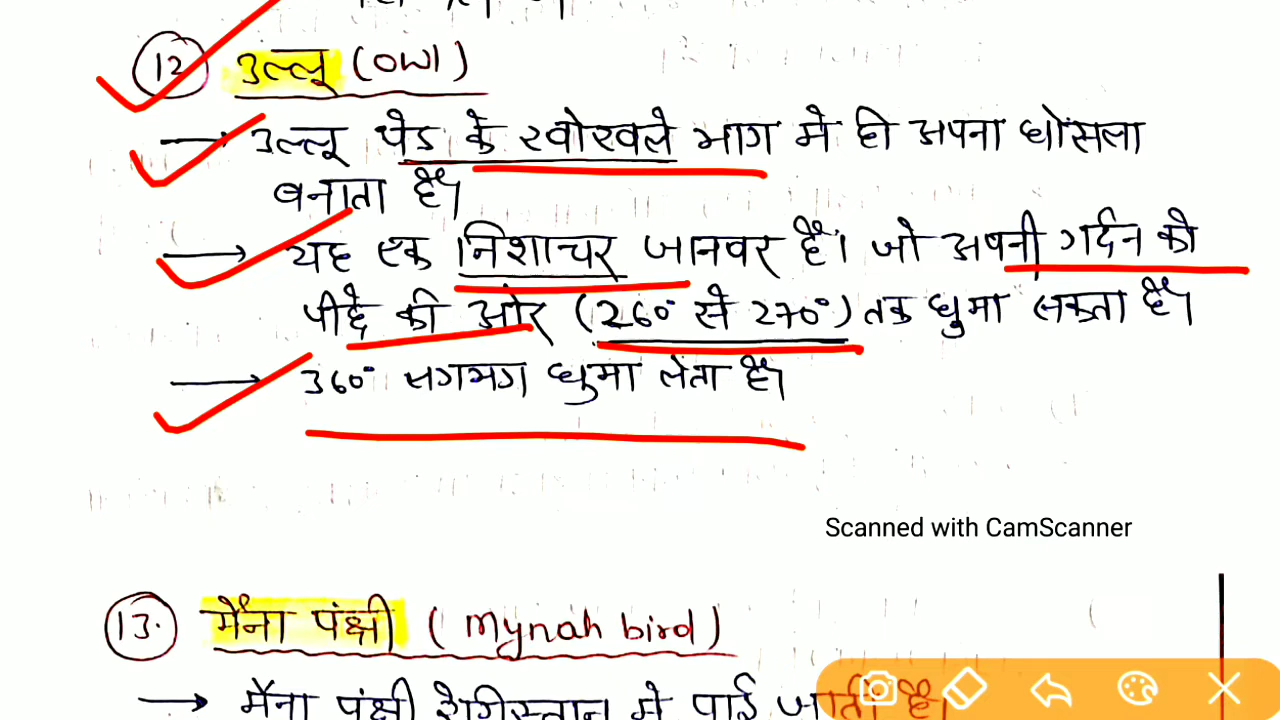 12 उल्लू (Owl)
→ उल्लू पेड के खोखले भाग मे ही अपना घोंसला
बनाता है।
→ यह एक निशाचर जानवर है। जो अपनी गर्दन को
पीछे की ओर (260° से 270°) तक घुमा सकता है।
→ 360° लगभग घुमा लेता है।
Scanned with CamScanner
13. मैना पंक्षी (Mynah bird)
→ मैना पंक्षी रेगिस्तान मे पाई जाती है।